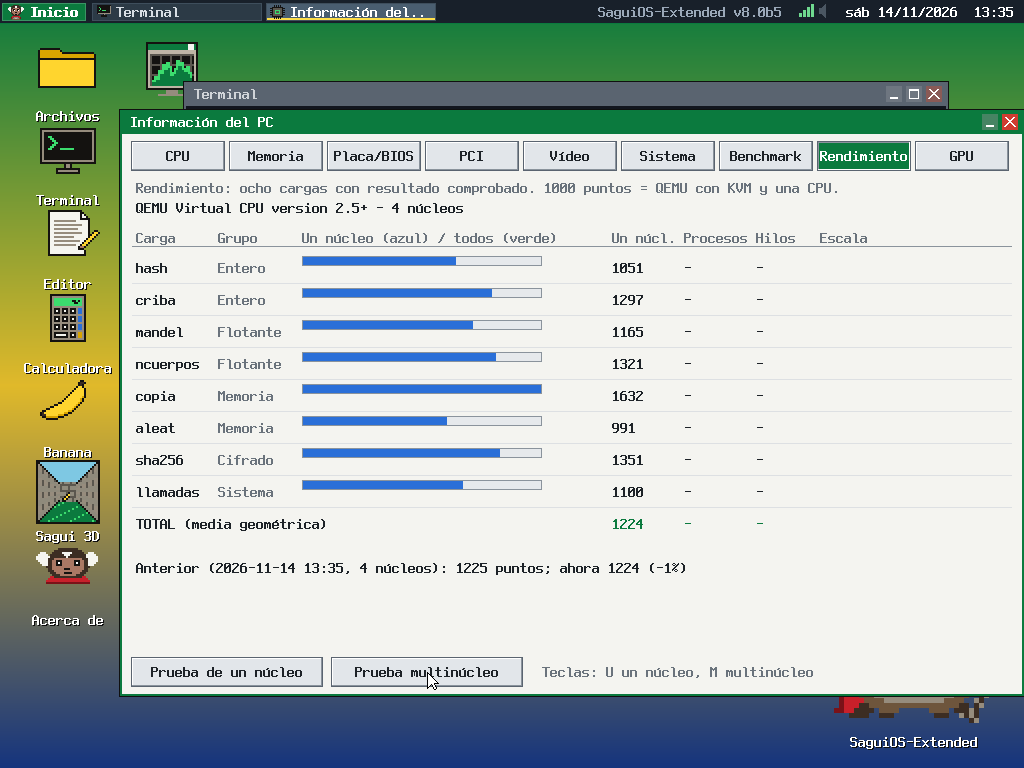 Inicio Terminal Información del.. SaguiOS-Extended v8.0b5 sáb 14/11/2026 13:35
Archivos
Terminal
Editor
Calculadora
Banana
Sagui 3D
Acerca de
Terminal
Información del PC
CPU Memoria Placa/BIOS PCI Vídeo Sistema Benchmark Rendimiento GPU
Rendimiento: ocho cargas con resultado comprobado. 1000 puntos = QEMU con KVM y una CPU.
QEMU Virtual CPU version 2.5+ - 4 núcleos
Carga Grupo Un núcleo (azul) / todos (verde) Un núcl. Procesos Hilos Escala
hash Entero 1051 - -
criba Entero 1297 - -
mandel Flotante 1165 - -
ncuerpos Flotante 1321 - -
copia Memoria 1632 - -
aleat Memoria 991 - -
sha256 Cifrado 1351 - -
llamadas Sistema 1100 - -
TOTAL (media geométrica) 1224 - -
Anterior (2026-11-14 13:35, 4 núcleos): 1225 puntos; ahora 1224 (-1%)
Prueba de un núcleo Prueba multinúcleo Teclas: U un núcleo, M multinúcleo
SaguiOS-Extended